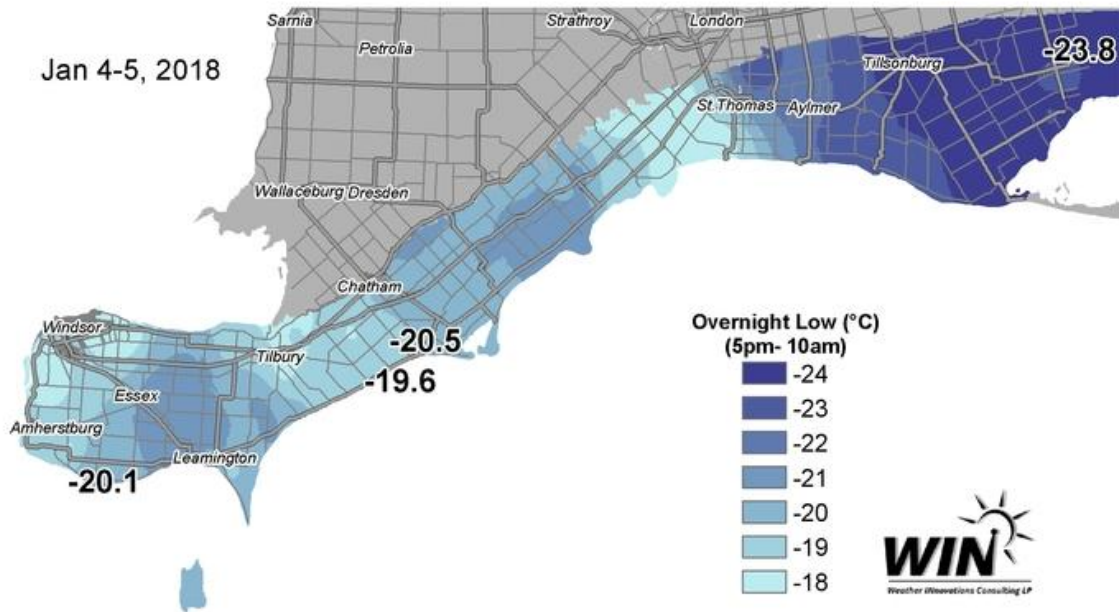 Sarnia
Strathroy
London
Petrolia
Jan 4-5, 2018
-23.8
Tillsonburg
St Thomas
Aylmer
Wallaceburg
Dresden
Chatham
Windsor
Tilbury
-20.5
-19.6
Essex
Amherstburg
Leamington
-20.1
Overnight Low (°C)
(5pm- 10am)
-24
-23
-22
-21
-20
-19
-18
WIN
Weather INnovations Consulting LP